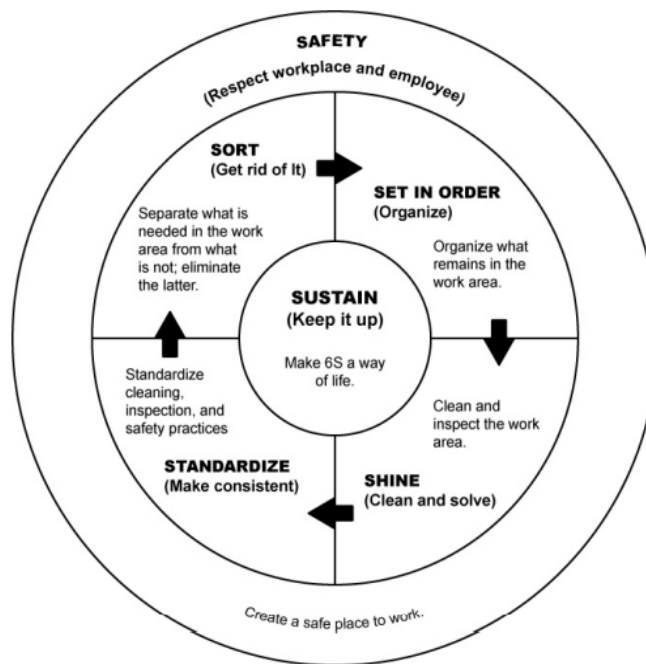 SAFETY
(Respect workplace and employee)
SORT
(Get rid of It)
Separate what is
needed in the work
area from what
is not; eliminate
the latter.
SET IN ORDER
(Organize)
Organize what
remains in the
work area.
SUSTAIN
(Keep it up)
Make 6S a way
of life.
Standardize
cleaning,
inspection, and
safety practices
STANDARDIZE
(Make consistent)
Clean and
inspect the work
area.
SHINE
(Clean and solve)
Create a safe place to work.